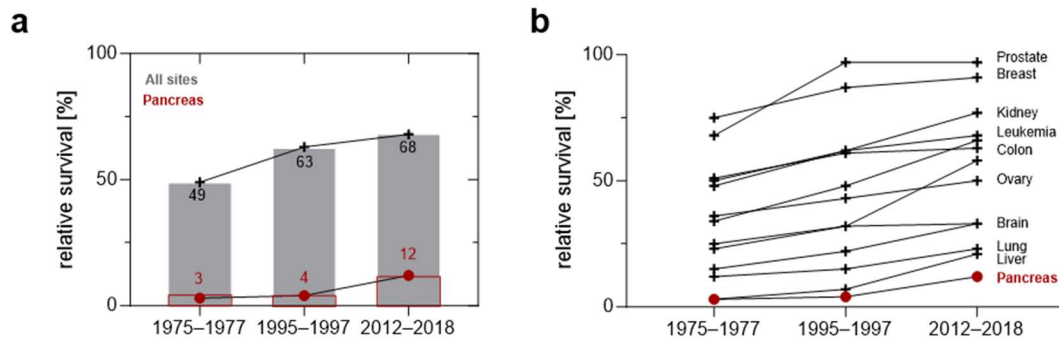 a
relative survival [%]
100
50
0
All sites
Pancreas
49
63
68
3
4
12
1975–1977
1995–1997
2012–2018
b
relative survival [%]
100
50
0
Prostate
Breast
Kidney
Leukemia
Colon
Ovary
Brain
Lung
Liver
Pancreas
1975–1977
1995–1997
2012–2018